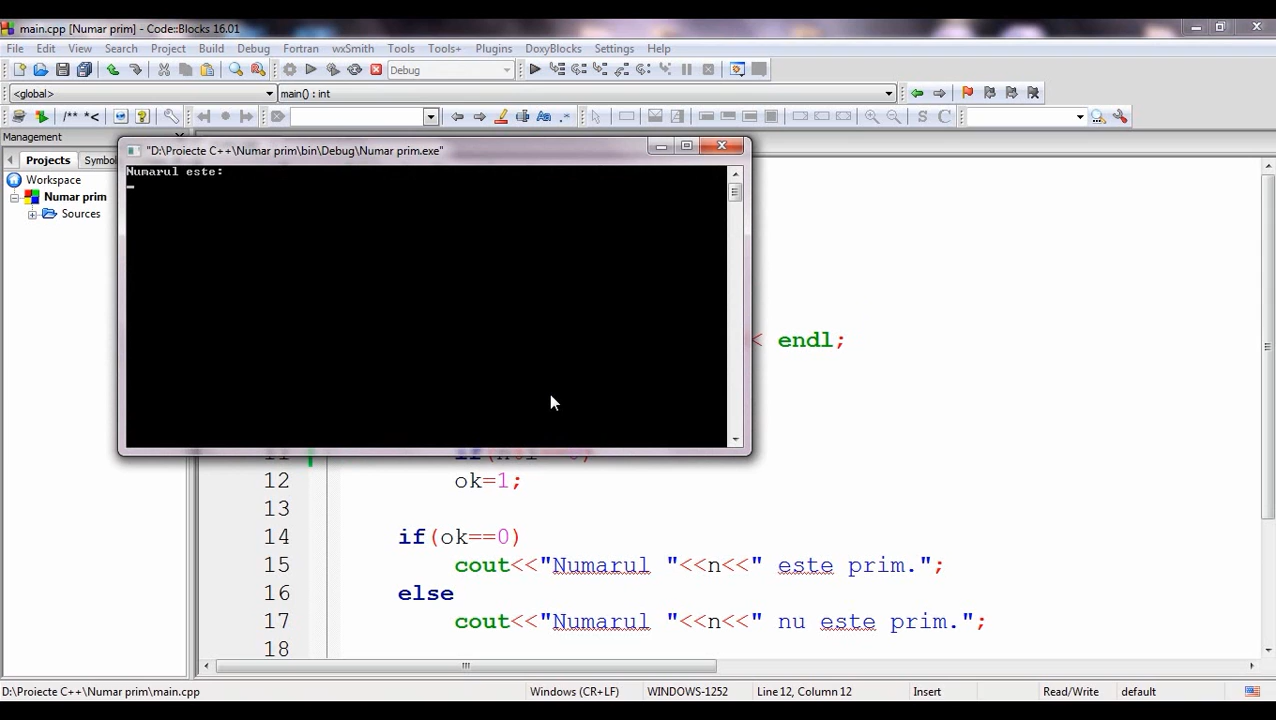 main.cpp [Numar prim] - Code::Blocks 16.01
File Edit View Search Project Build Debug Fortran wxSmith Tools Tools+ Plugins DoxyBlocks Settings Help
Debug
<global> main() : int
/** *< Aa .* S C
Management
"D:\Proiecte C++\Numar prim\bin\Debug\Numar prim.exe"
Projects
Numarul este:
Workspace
Numar prim
Sources
< endl;
12 ok=1;
13
14 if(ok==0)
15 cout<<"Numarul "<<n<<" este prim.";
16 else
17 cout<<"Numarul "<<n<<" nu este prim.";
18
D:\Proiecte C++\Numar prim\main.cpp Windows (CR+LF) WINDOWS-1252 Line 12, Column 12 Insert Read/Write default